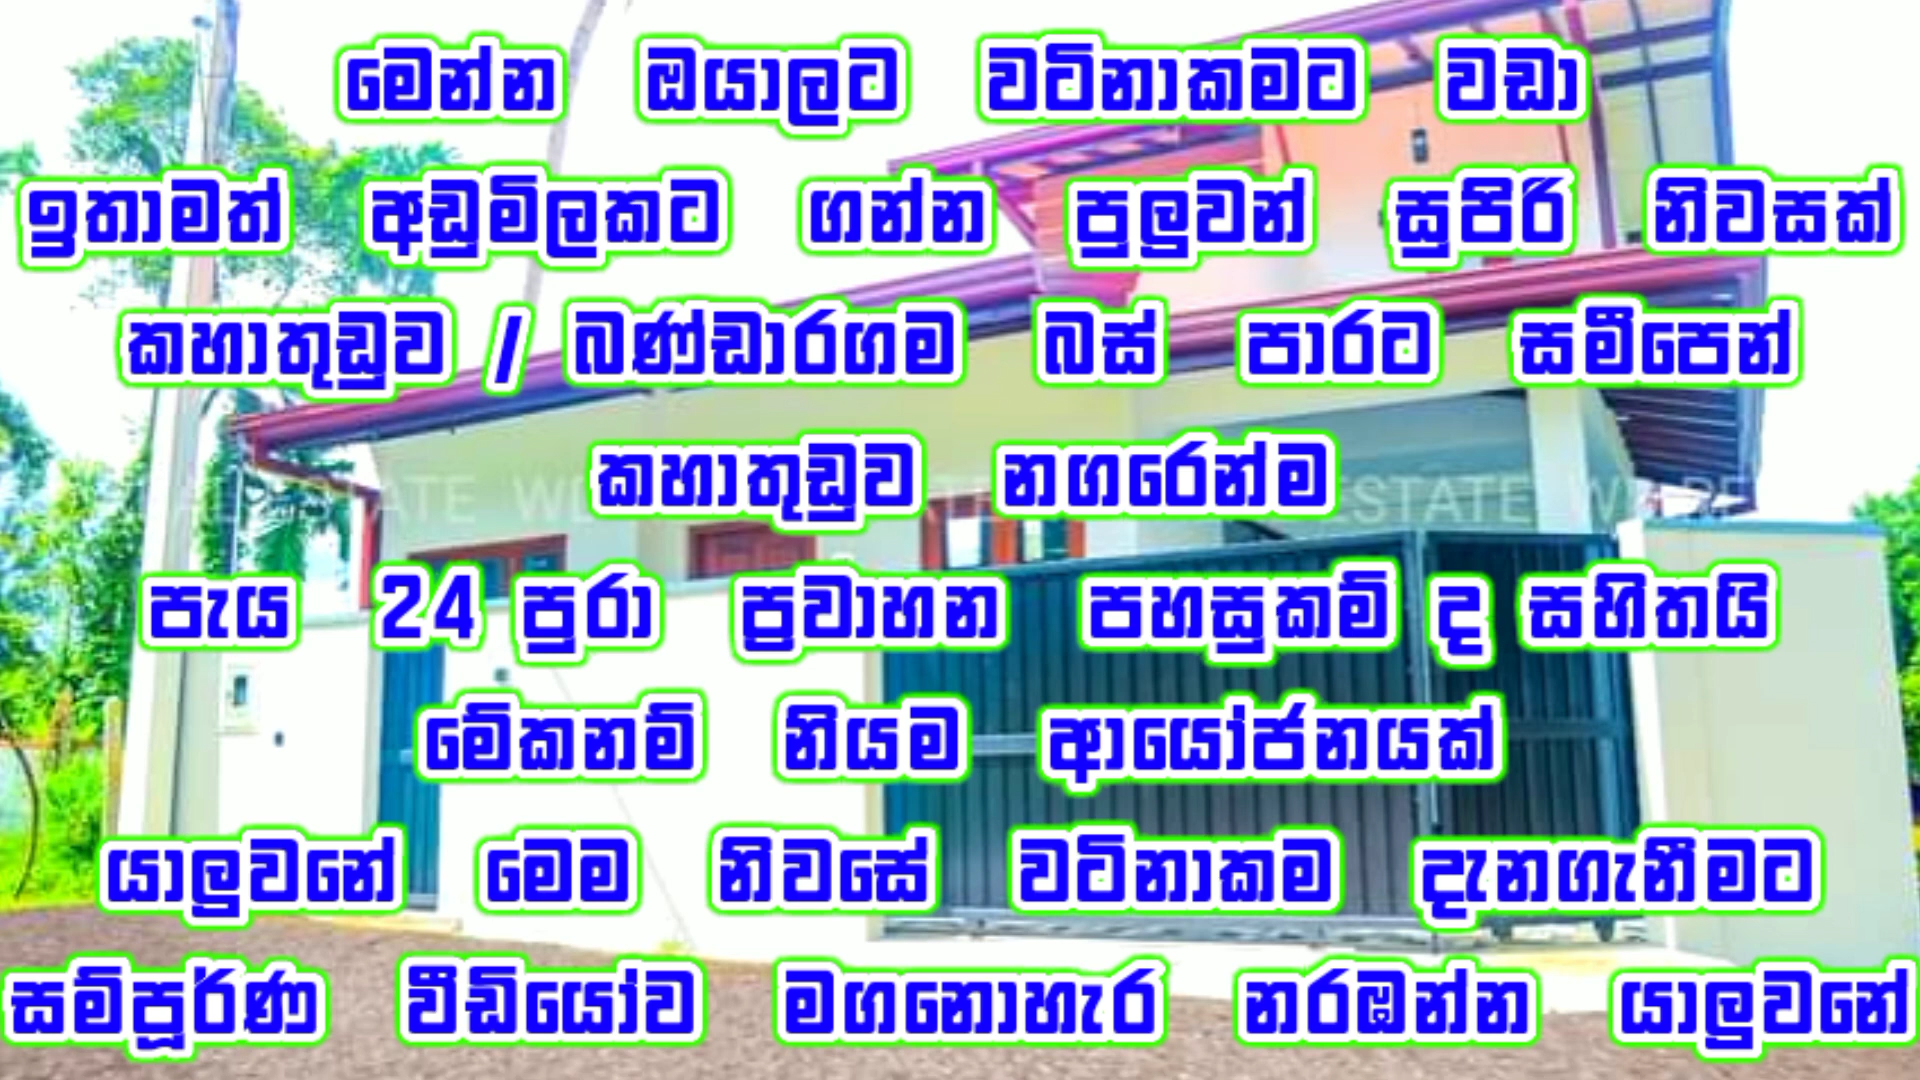 මෙන්න ඔයාලට වටිනාකමට වඩා
ඉතාමත් අඩුමිලකට ගන්න පුලුවන් සුපිරි නිවසක්
කහාතුඩුව / බණ්ඩාරගම බස් පාරට සමීපෙන්
කහාතුඩුව නගරෙන්ම
පැය 24 පුරා ප්‍රවාහන පහසුකම් ද සහිතයි
මේකනම් නියම ආයෝජනයක්
යාලුවනේ මෙම නිවසේ වටිනාකම දැනගැනීමට
සම්පූර්ණ වීඩියෝව මගනොහැර නරඹන්න යාලුවනේ